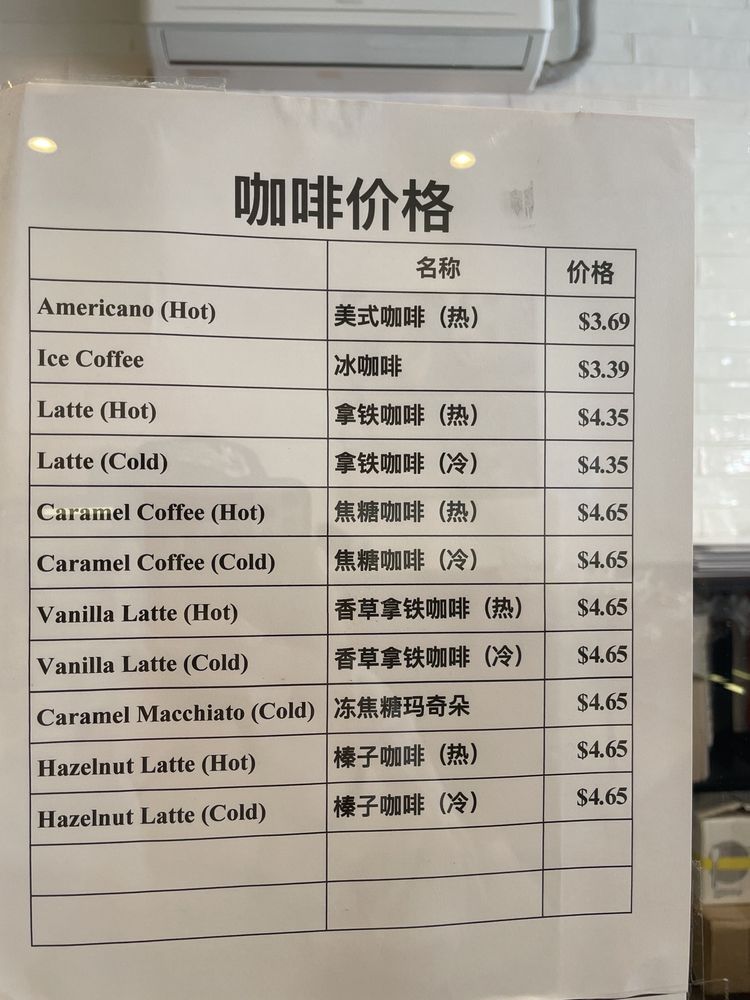 咖啡价格
名称 价格
Americano (Hot) 美式咖啡（热） $3.69
Ice Coffee 冰咖啡 $3.39
Latte (Hot) 拿铁咖啡（热） $4.35
Latte (Cold) 拿铁咖啡（冷） $4.35
Caramel Coffee (Hot) 焦糖咖啡（热） $4.65
Caramel Coffee (Cold) 焦糖咖啡（冷） $4.65
Vanilla Latte (Hot) 香草拿铁咖啡（热） $4.65
Vanilla Latte (Cold) 香草拿铁咖啡（冷） $4.65
Caramel Macchiato (Cold) 冻焦糖玛奇朵 $4.65
Hazelnut Latte (Hot) 榛子咖啡（热） $4.65
Hazelnut Latte (Cold) 榛子咖啡（冷） $4.65